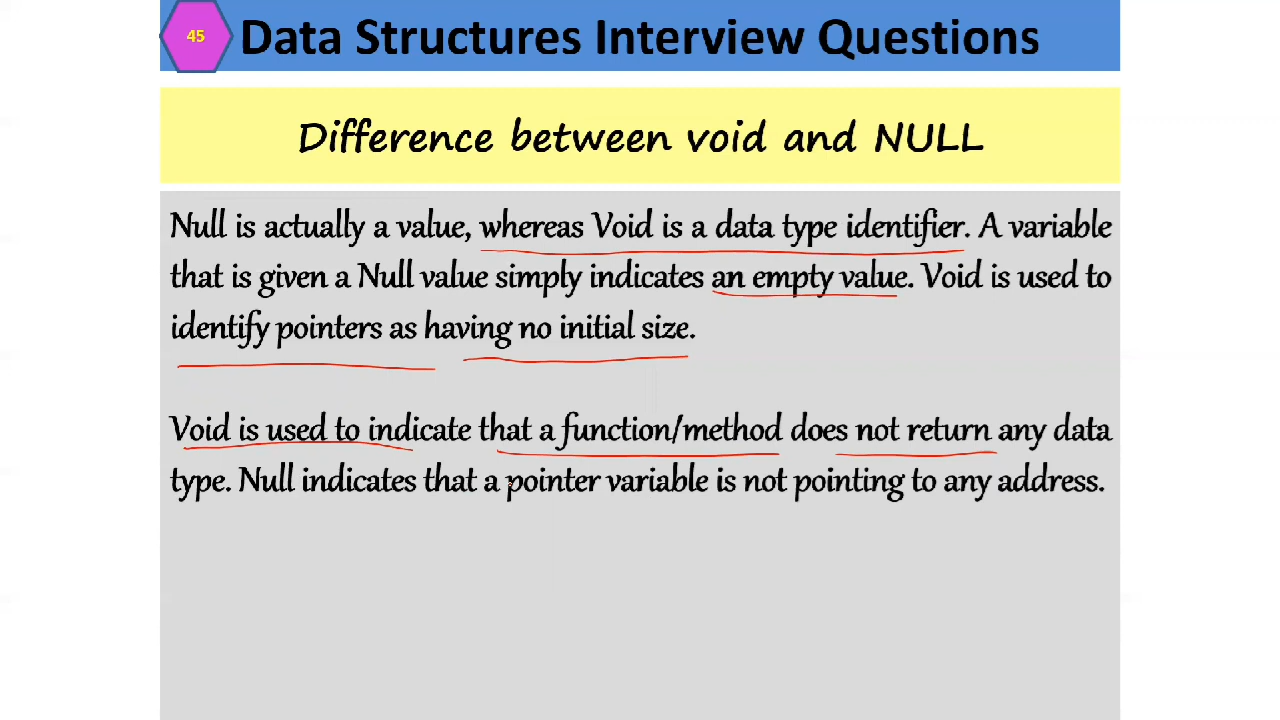 45
Data Structures Interview Questions
Difference between void and NULL
Null is actually a value, whereas Void is a data type identifier. A variable
that is given a Null value simply indicates an empty value. Void is used to
identify pointers as having no initial size.
Void is used to indicate that a function/method does not return any data
type. Null indicates that a pointer variable is not pointing to any address.